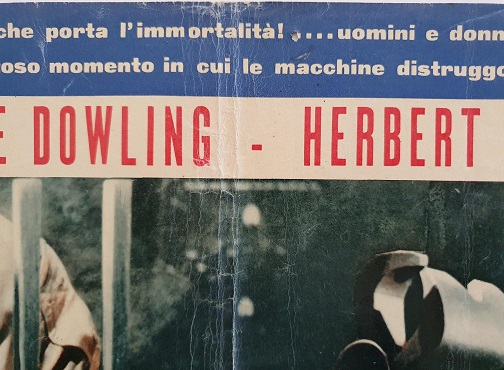 che porta l'immortalità!....uomini e donn
oso momento in cui le macchine distruggo
E DOWLING - HERBERT